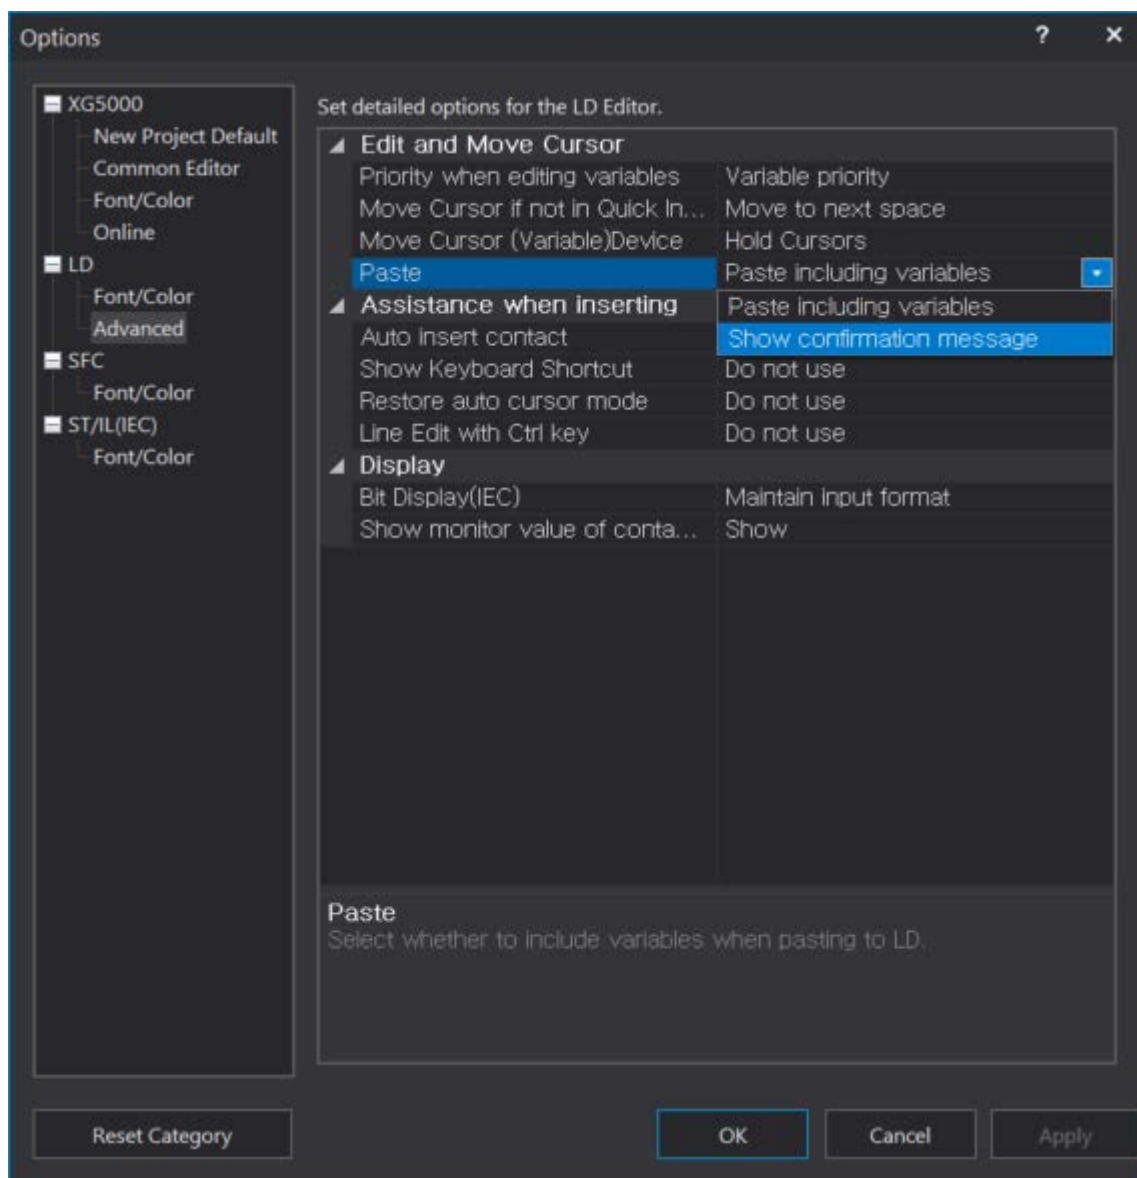 Options
?
XG5000
New Project Default
Common Editor
Font/Color
Online
LD
Font/Color
Advanced
SFC
Font/Color
ST/IL(IEC)
Font/Color
Set detailed options for the LD Editor.
Edit and Move Cursor
Priority when editing variables Variable priority
Move Cursor if not in Quick In... Move to next space
Move Cursor (Variable)Device Hold Cursors
Paste Paste including variables
Assistance when inserting Paste including variables
Auto insert contact Show confirmation message
Show Keyboard Shortcut Do not use
Restore auto cursor mode Do not use
Line Edit with Ctrl key Do not use
Display
Bit Display(IEC) Maintain input format
Show monitor value of conta... Show
Paste
Select whether to include variables when pasting to LD.
Reset Category OK Cancel Apply